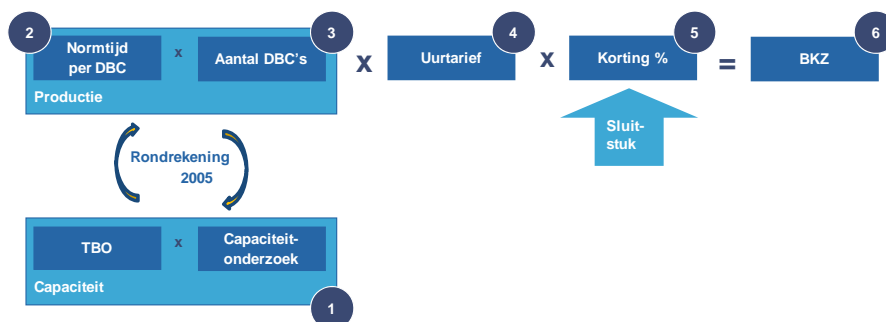 2
Normtijd
per DBC
x
3
Aantal DBC's
Productie
x
4
Uurtarief
x
5
Korting %
=
6
BKZ
Sluit-
stuk
Rondrekening
2005
TBO
x
Capaciteit-
onderzoek
Capaciteit
1